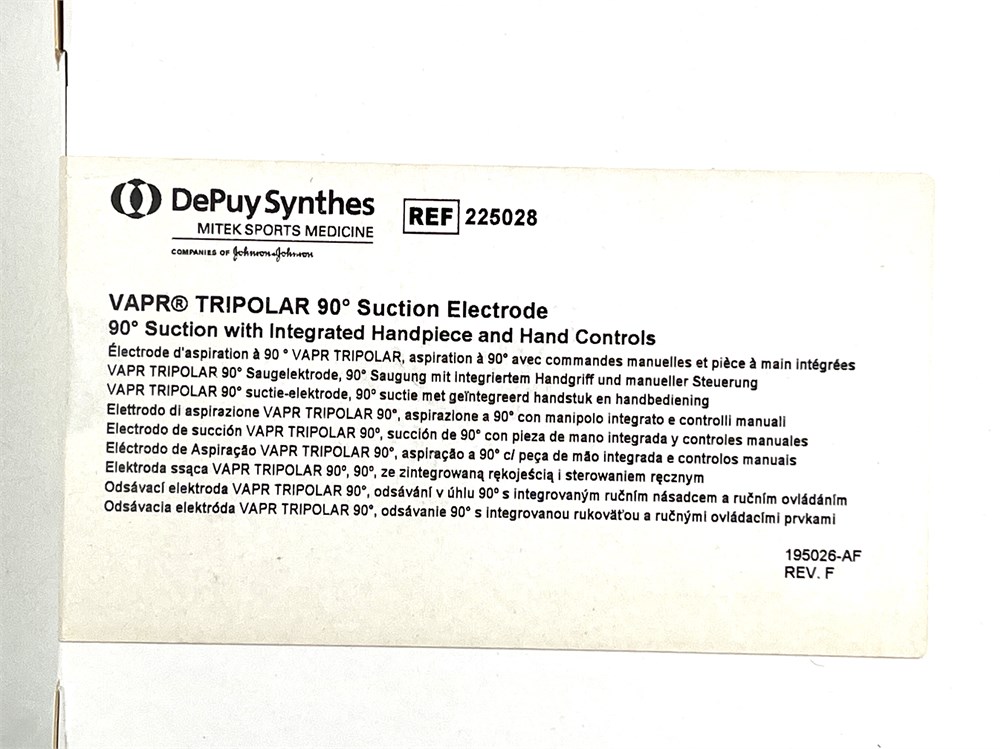 DePuy Synthes
MITEK SPORTS MEDICINE
COMPANIES OF Johnson & Johnson
REF 225028
VAPR® TRIPOLAR 90° Suction Electrode
90° Suction with Integrated Handpiece and Hand Controls
Électrode d'aspiration à 90 ° VAPR TRIPOLAR, aspiration à 90° avec commandes manuelles et pièce à main intégrées
VAPR TRIPOLAR 90° Saugelektrode, 90° Saugung mit integriertem Handgriff und manueller Steuerung
VAPR TRIPOLAR 90° suctie-elektrode, 90° suctie met geïntegreerd handstuk en handbediening
Elettrodo di aspirazione VAPR TRIPOLAR 90°, aspirazione a 90° con manipolo integrato e controlli manuali
Electrodo de succión VAPR TRIPOLAR 90°, succión de 90° con pieza de mano integrada y controles manuales
Eléctrodo de Aspiração VAPR TRIPOLAR 90°, aspiração a 90° c/ peça de mão integrada e controlos manuais
Elektroda ssąca VAPR TRIPOLAR 90°, 90°, ze zintegrowaną rękojeścią i sterowaniem ręcznym
Odsávací elektroda VAPR TRIPOLAR 90°, odsávání v úhlu 90° s integrovaným ručním násadcem a ručním ovládáním
Odsávacia elektróda VAPR TRIPOLAR 90°, odsávanie 90° s integrovanou rukoväťou a ručnými ovládacími prvkami
195026-AF
REV. F